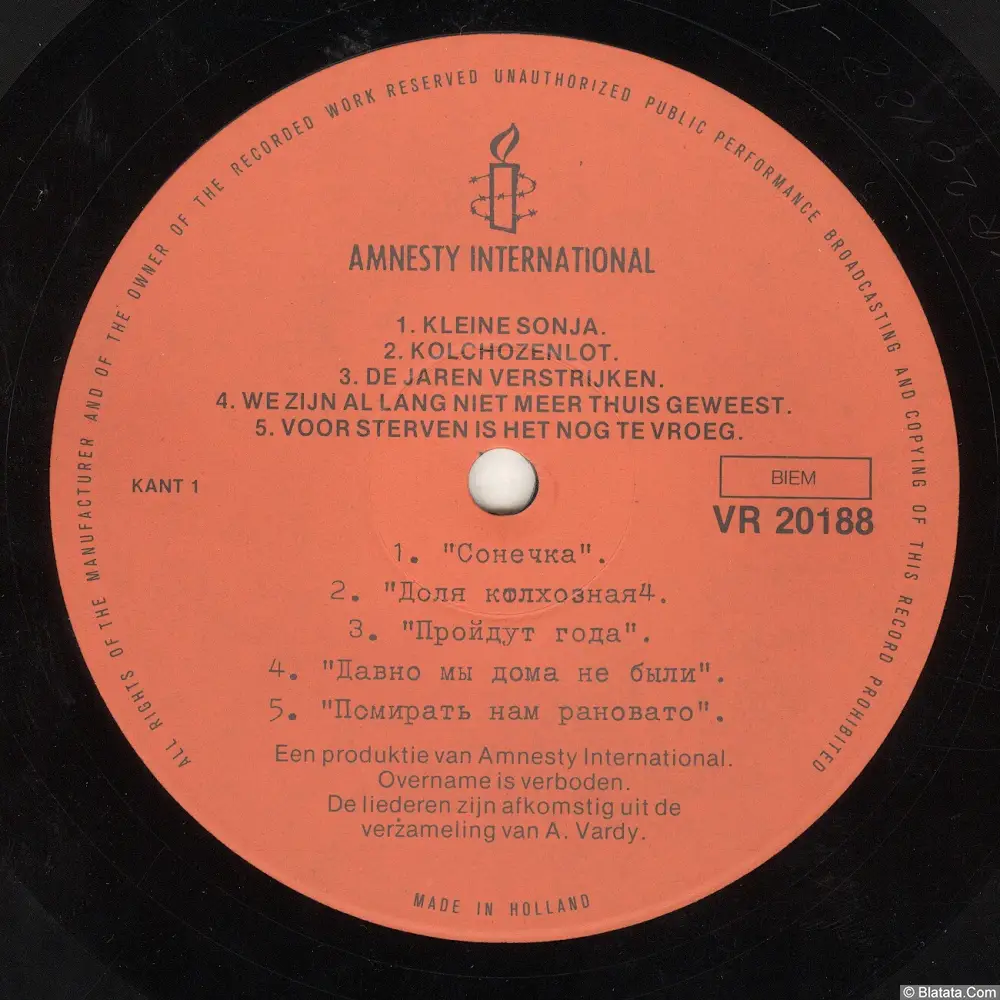 ALL RIGHTS OF THE MANUFACTURER AND OF THE OWNER OF THE RECORDED WORK RESERVED UNAUTHORIZED PUBLIC PERFORMANCE BROADCASTING AND COPYING OF THIS RECORD PROHIBITED
AMNESTY INTERNATIONAL
1. KLEINE SONJA.
2. KOLCHOZENLOT.
3. DE JAREN VERSTRIJKEN.
4. WE ZIJN AL LANG NIET MEER THUIS GEWEEST.
5. VOOR STERVEN IS HET NOG TE VROEG.
KANT 1
BIEM
VR 20188
1. "Сонечка".
2. "Доля колхозная4.
3. "Пройдут года".
4. "Давно мы дома не были".
5. "Помирать нам рановато".
Een produktie van Amnesty International.
Overname is verboden.
De liederen zijn afkomstig uit de
verzameling van A. Vardy.
MADE IN HOLLAND
© Blatata.Com